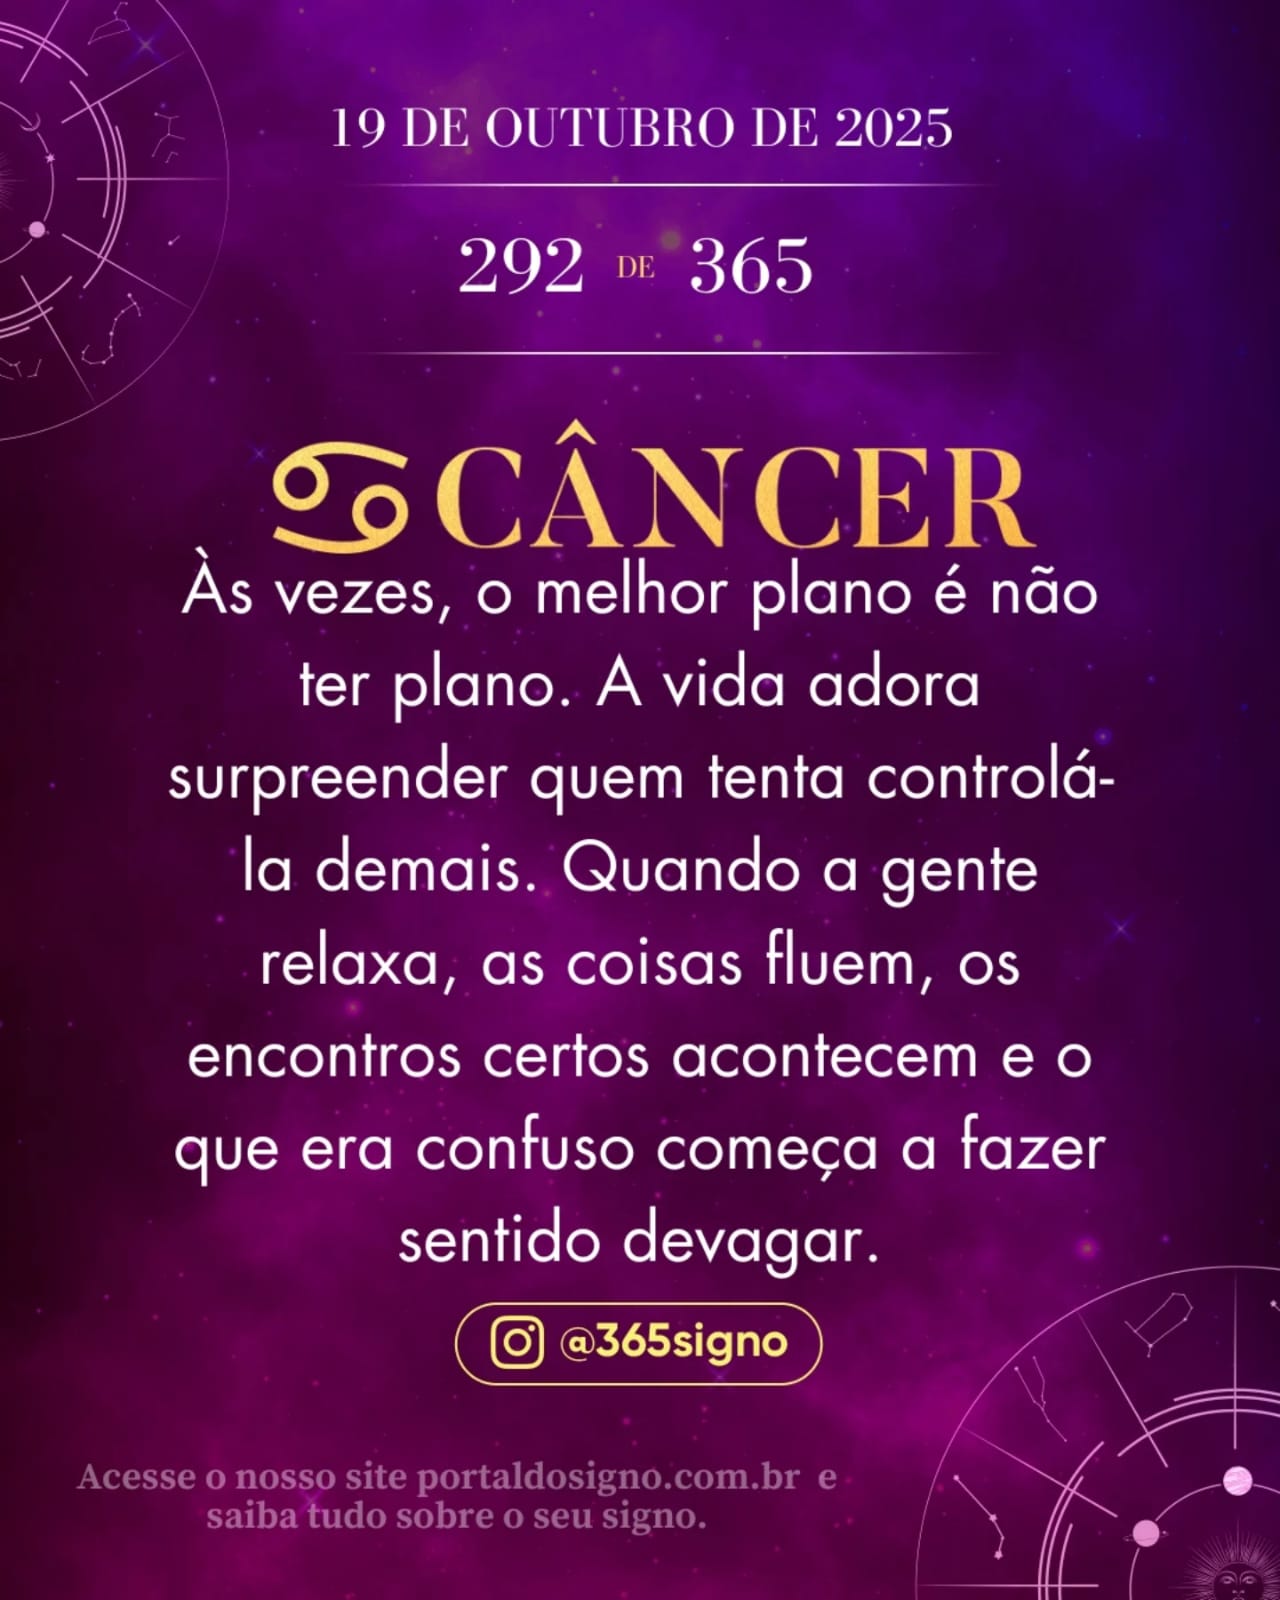 19 DE OUTUBRO DE 2025
292 DE 365
♋ CÂNCER
Às vezes, o melhor plano é não
ter plano. A vida adora
surpreender quem tenta controlá-
la demais. Quando a gente
relaxa, as coisas fluem, os
encontros certos acontecem e o
que era confuso começa a fazer
sentido devagar.
@365signo
Acesse o nosso site portaldosigno.com.br e
saiba tudo sobre o seu signo.